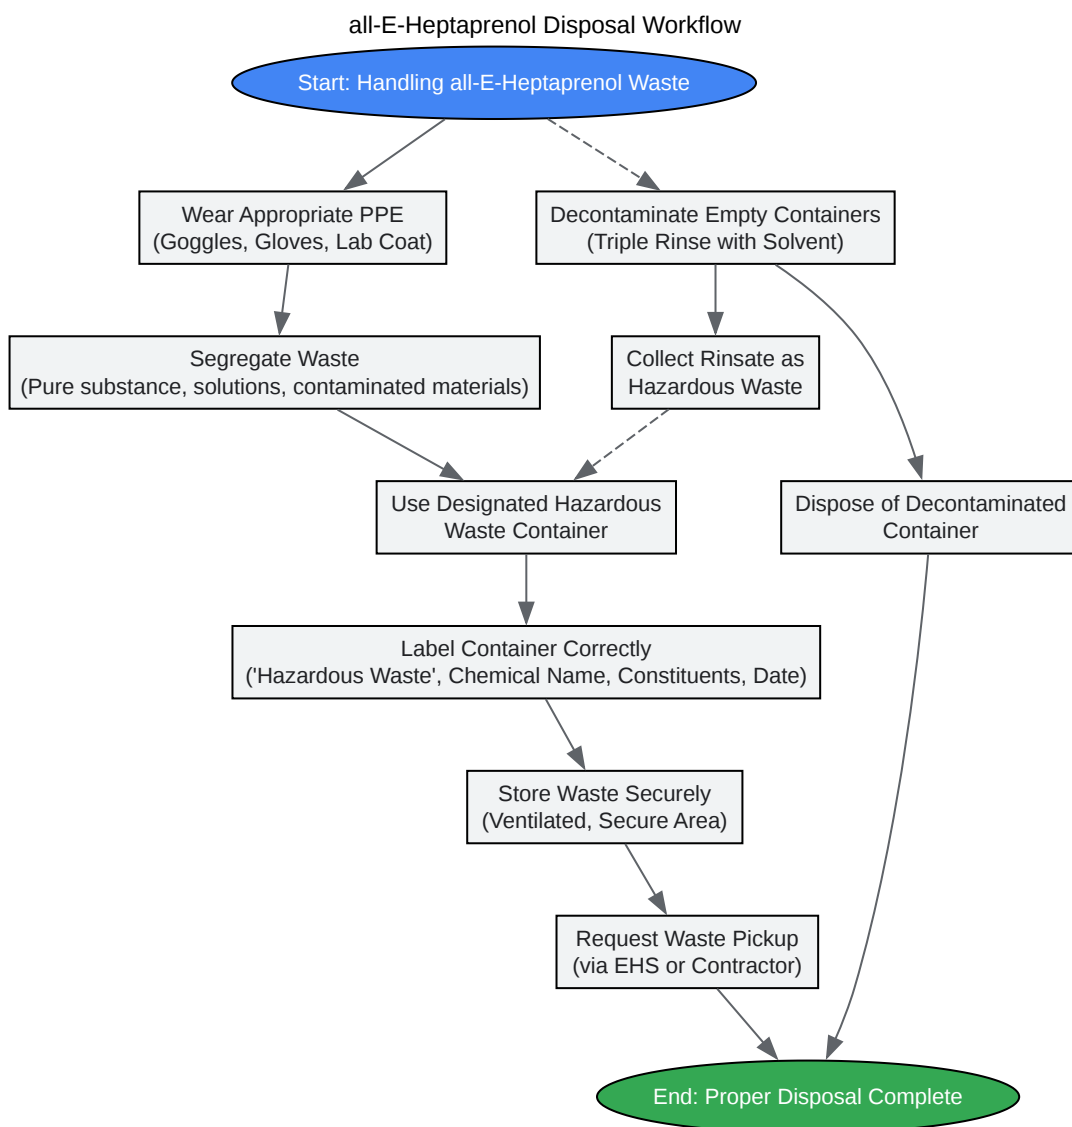 all-E-Heptaprenol Disposal Workflow
Start: Handling all-E-Heptaprenol Waste
Wear Appropriate PPE
(Goggles, Gloves, Lab Coat)
Decontaminate Empty Containers
(Triple Rinse with Solvent)
Segregate Waste
(Pure substance, solutions, contaminated materials)
Collect Rinsate as
Hazardous Waste
Use Designated Hazardous
Waste Container
Dispose of Decontaminated
Container
Label Container Correctly
('Hazardous Waste', Chemical Name, Constituents, Date)
Store Waste Securely
(Ventilated, Secure Area)
Request Waste Pickup
(via EHS or Contractor)
End: Proper Disposal Complete